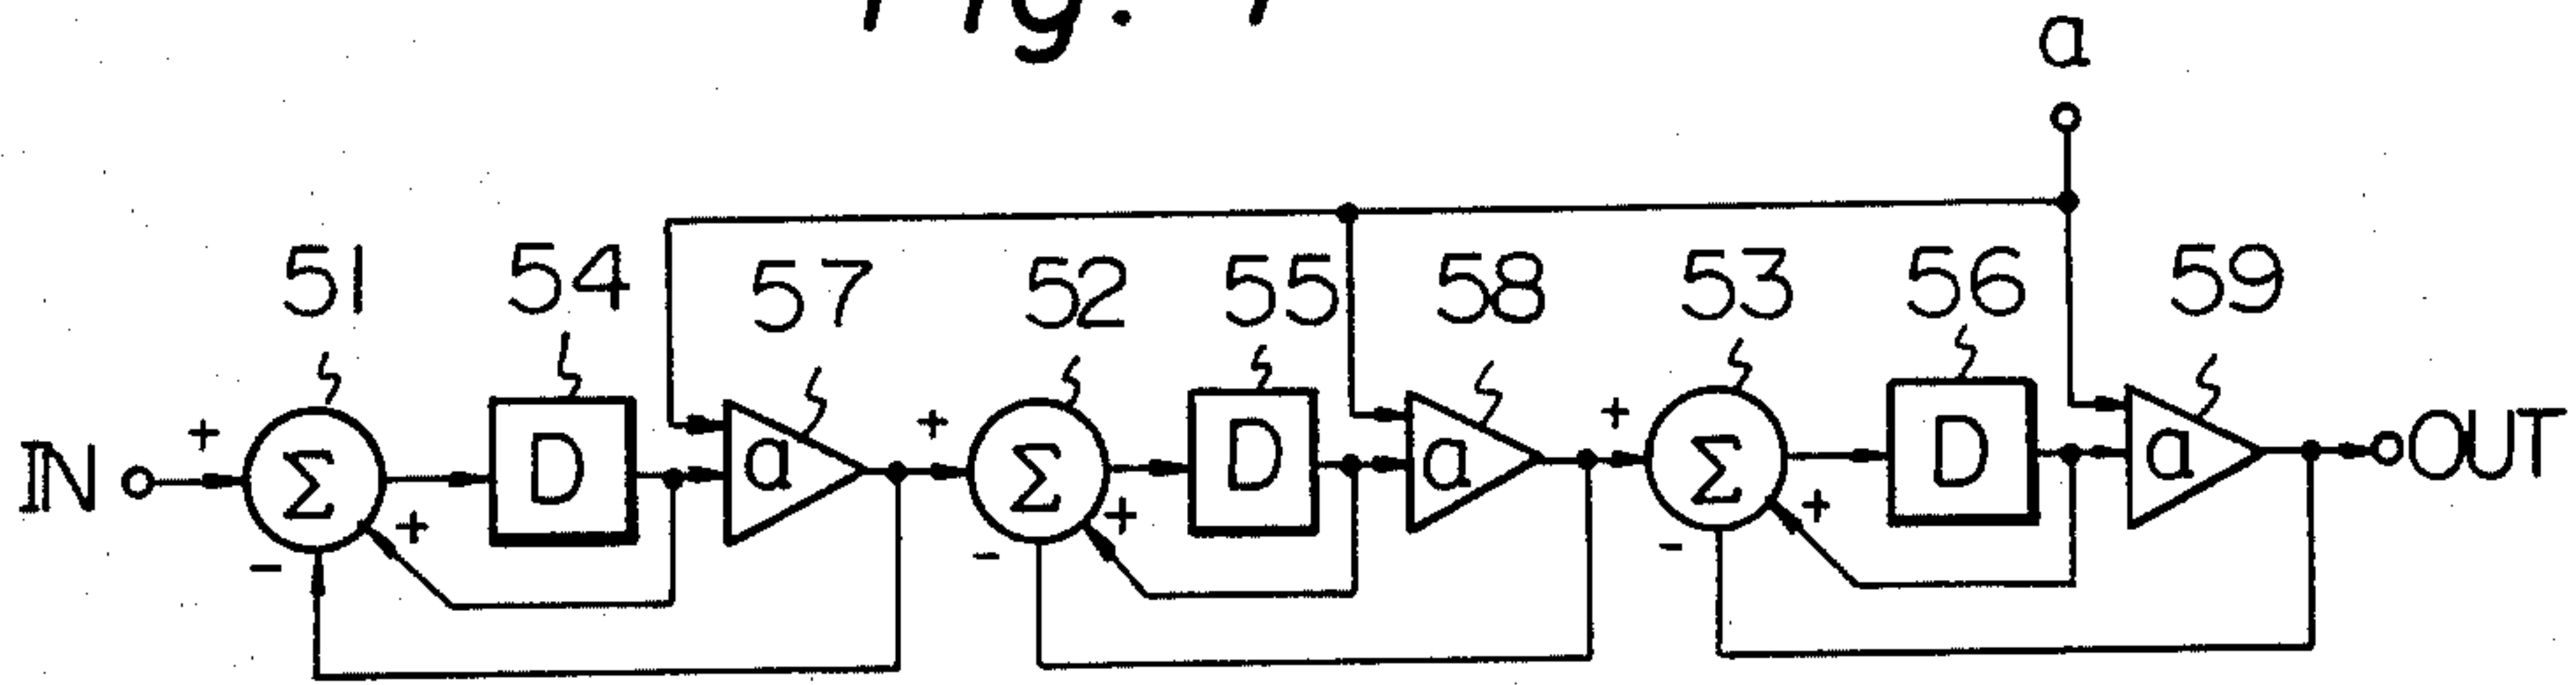 a
51 54 57 52 55 58 53 56 59
IN + Σ D a + Σ D a + Σ D a OUT
+ - + - + -